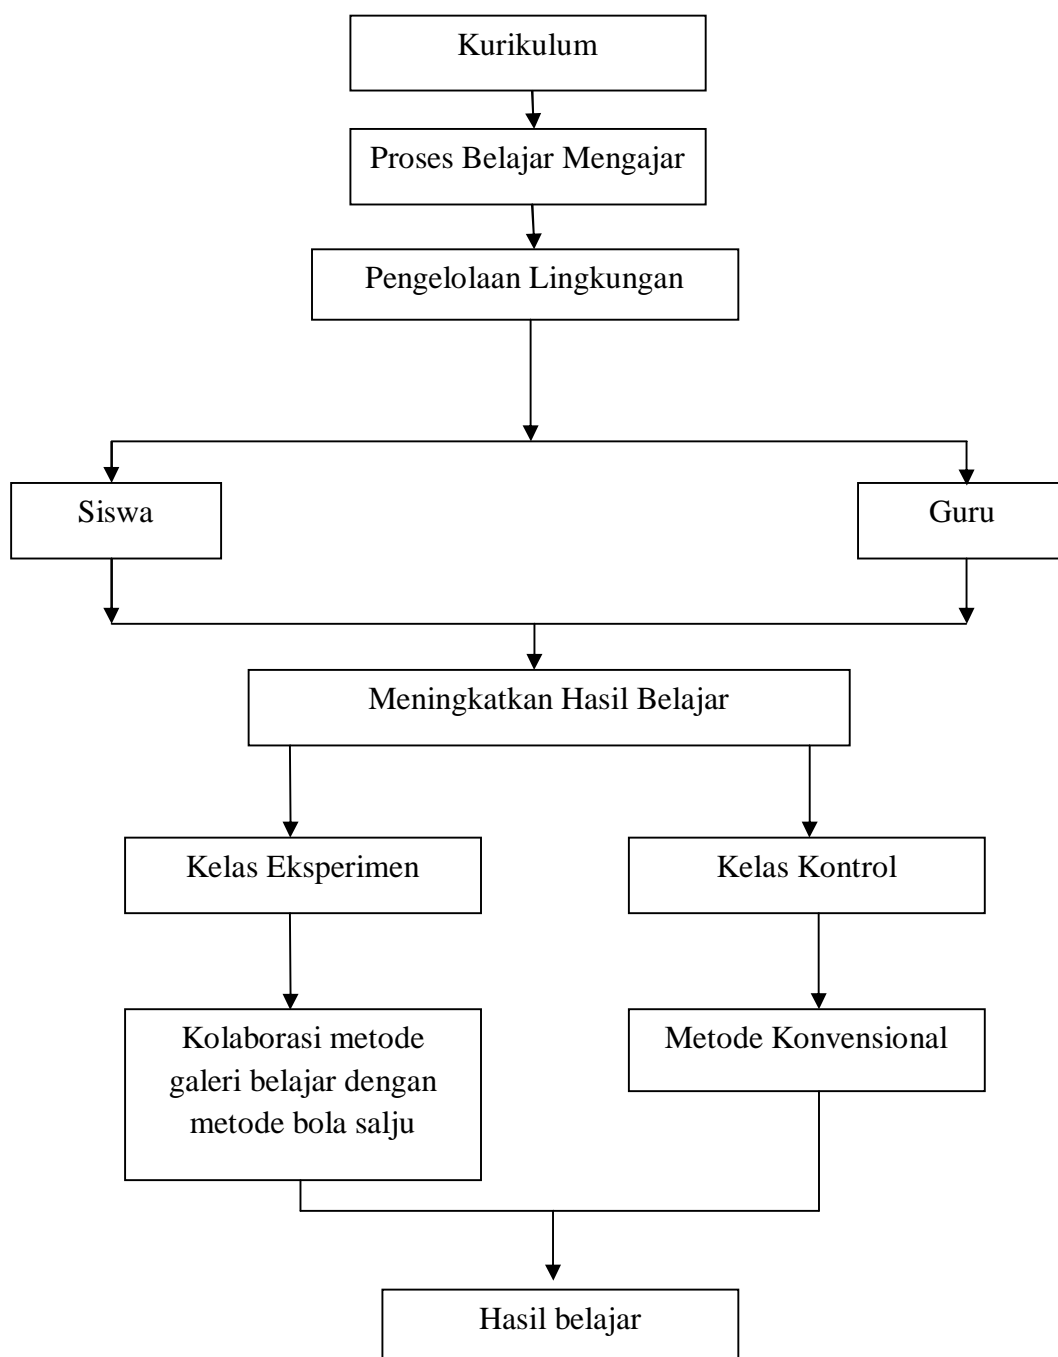 Kurikulum
Proses Belajar Mengajar
Pengelolaan Lingkungan
Siswa
Guru
Meningkatkan Hasil Belajar
Kelas Eksperimen
Kelas Kontrol
Kolaborasi metode
galeri belajar dengan
metode bola salju
Metode Konvensional
Hasil belajar